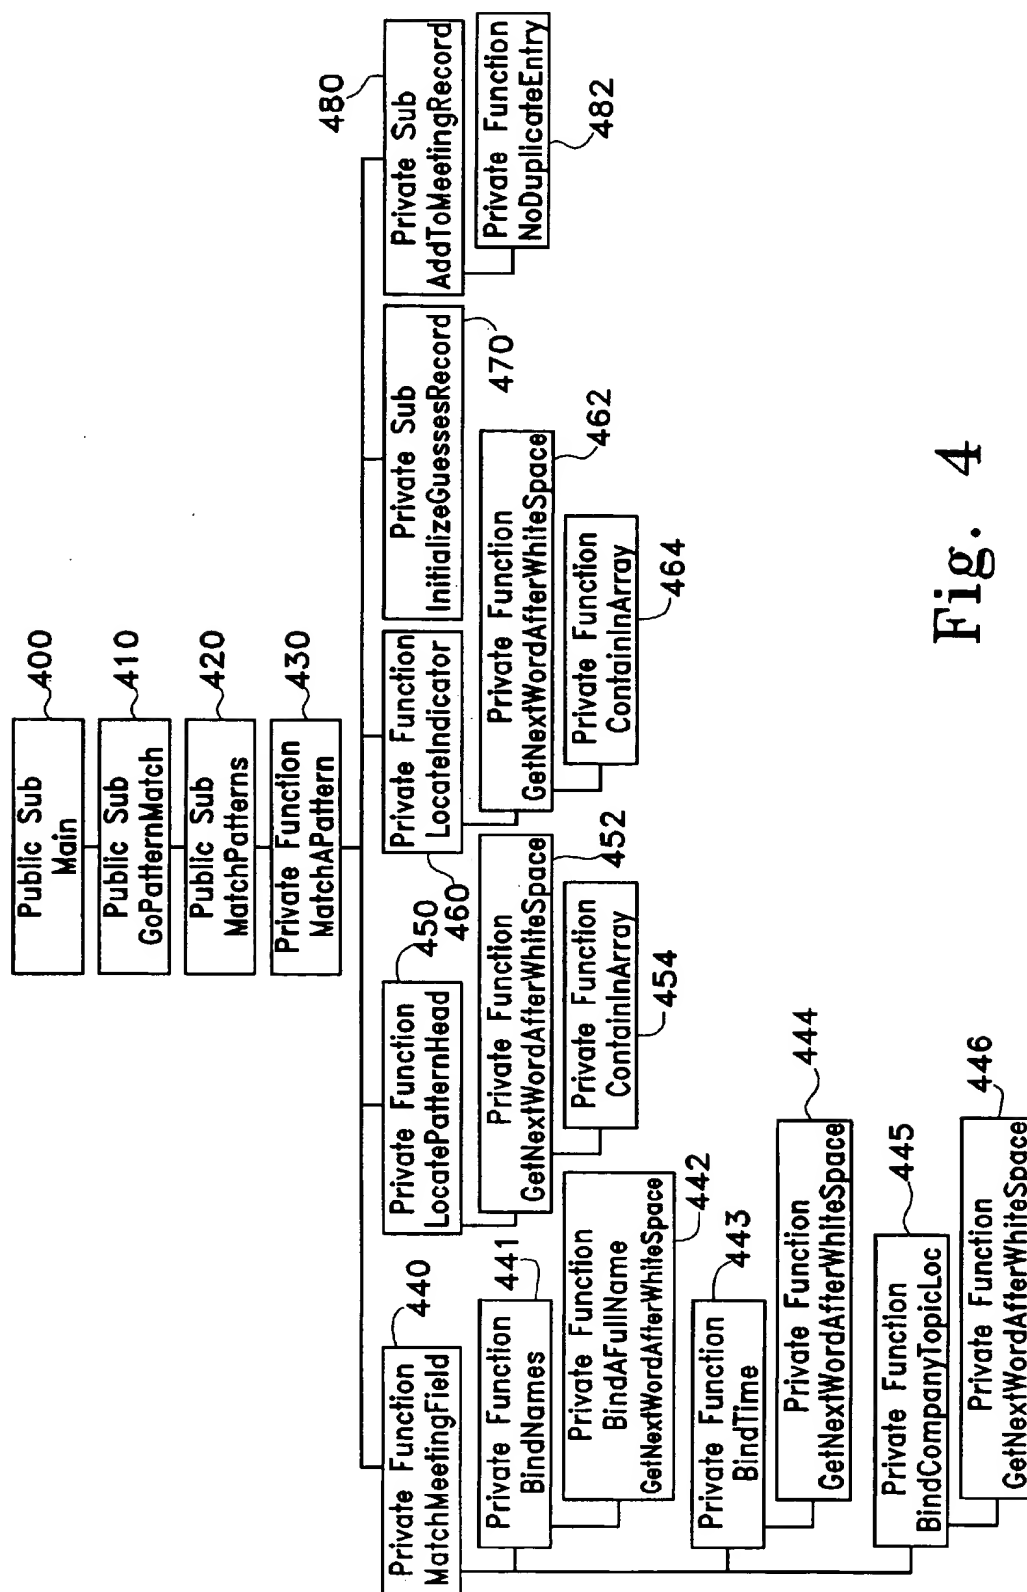 Public Sub
Main
400
Public Sub
GoPatternMatch
410
Public Sub
MatchPatterns
420
Private Function
MatchAPattern
430
Private Function
MatchMeetingField
440
Private Function
BindNames
441
Private Function
BindAFullName
GetNextWordAfterWhiteSpace
442
Private Function
BindTime
443
Private Function
GetNextWordAfterWhiteSpace
444
Private Function
BindCompanyTopicLoc
445
Private Function
GetNextWordAfterWhiteSpace
446
Private Function
LocatePatternHead
450
Private Function
GetNextWordAfterWhiteSpace
452
Private Function
ContainInArray
454
Private Function
LocateIndicator
460
Private Function
GetNextWordAfterWhiteSpace
462
Private Function
ContainInArray
464
Private Sub
InitializeGuessesRecord
470
Private Sub
AddToMeetingRecord
480
Private Function
NoDuplicateEntry
482
Fig. 4